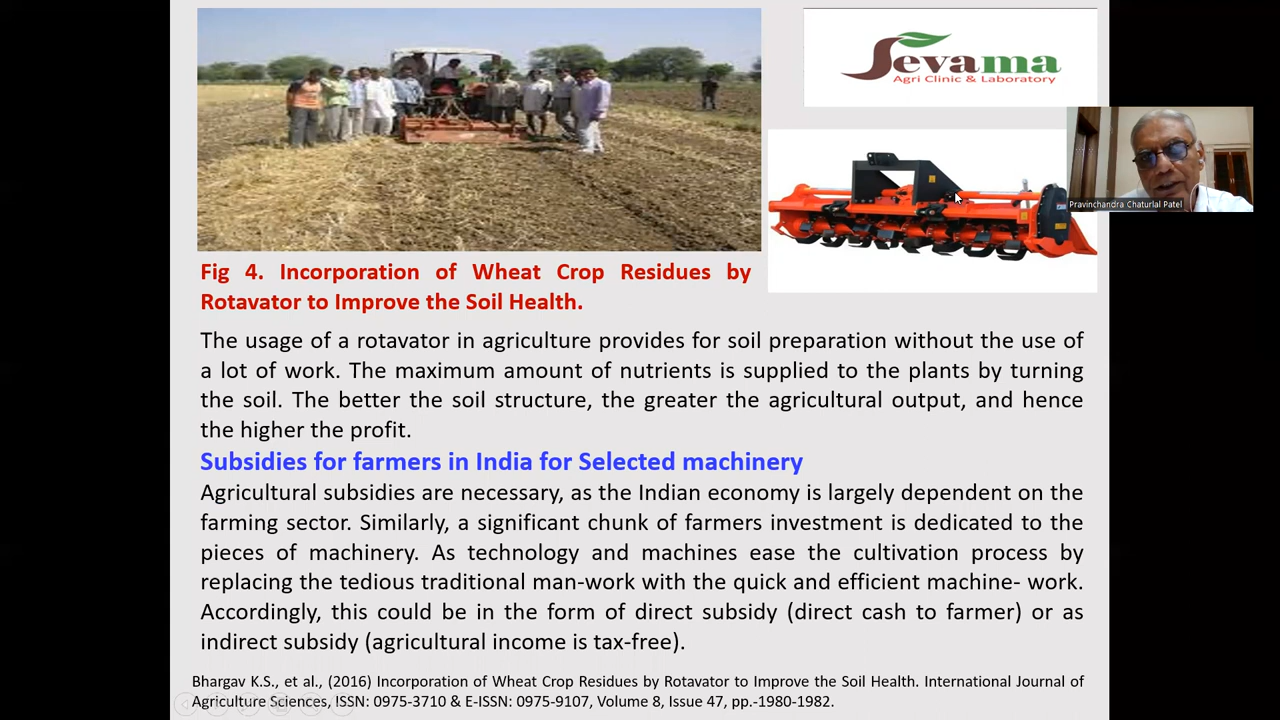 Sevama
Agri Clinic & Laboratory
Pravinchandra Chaturlal Patel
Fig 4. Incorporation of Wheat Crop Residues by
Rotavator to Improve the Soil Health.
The usage of a rotavator in agriculture provides for soil preparation without the use of
a lot of work. The maximum amount of nutrients is supplied to the plants by turning
the soil. The better the soil structure, the greater the agricultural output, and hence
the higher the profit.
Subsidies for farmers in India for Selected machinery
Agricultural subsidies are necessary, as the Indian economy is largely dependent on the
farming sector. Similarly, a significant chunk of farmers investment is dedicated to the
pieces of machinery. As technology and machines ease the cultivation process by
replacing the tedious traditional man-work with the quick and efficient machine- work.
Accordingly, this could be in the form of direct subsidy (direct cash to farmer) or as
indirect subsidy (agricultural income is tax-free).
Bhargav K.S., et al., (2016) Incorporation of Wheat Crop Residues by Rotavator to Improve the Soil Health. International Journal of
Agriculture Sciences, ISSN: 0975-3710 & E-ISSN: 0975-9107, Volume 8, Issue 47, pp.-1980-1982.